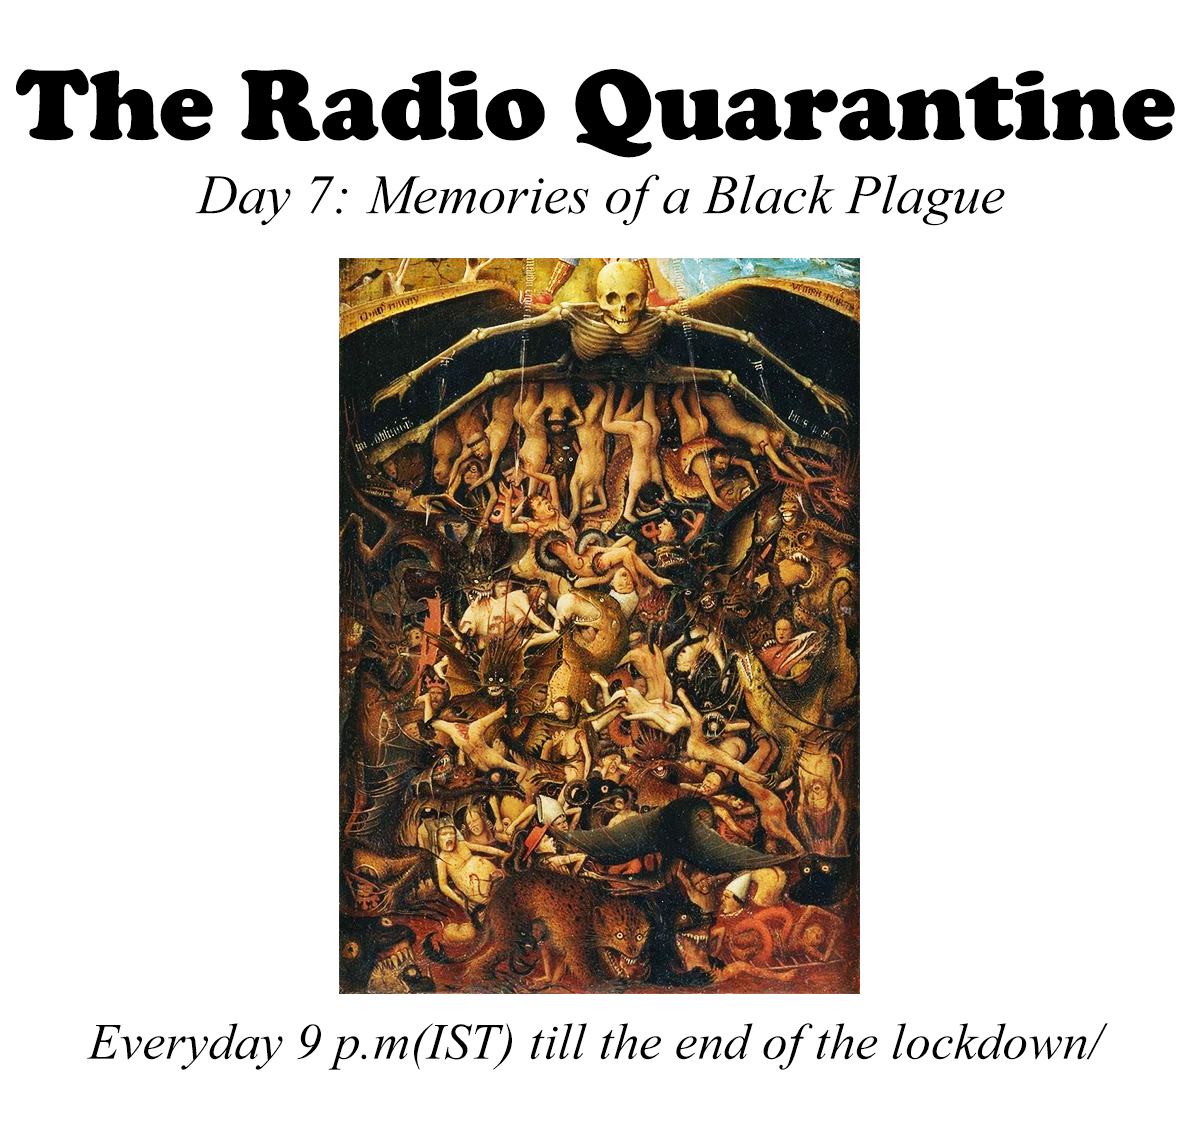 The Radio Quarantine
Day 7: Memories of a Black Plague
Everyday 9 p.m(IST) till the end of the lockdown/